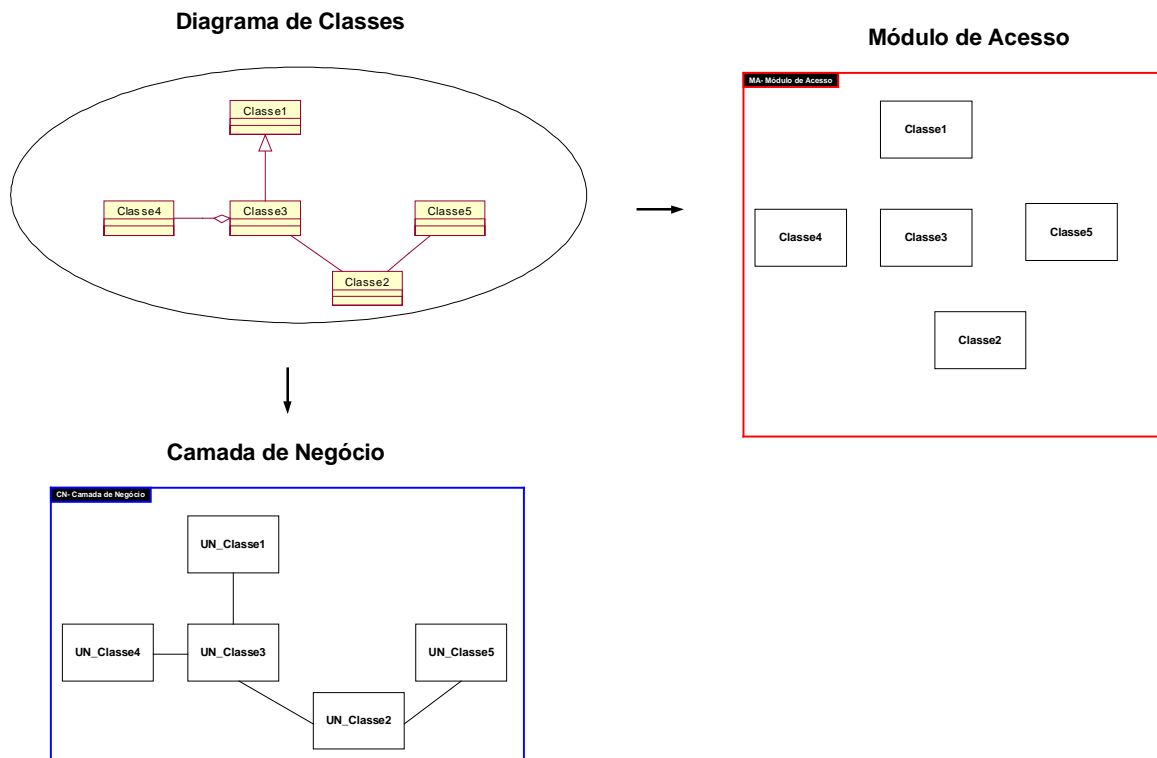 Diagrama de Classes
Classe1
Classe4
Classe3
Classe5
Classe2
Módulo de Acesso
MA- Módulo de Acesso
Classe1
Classe4
Classe3
Classe5
Classe2
Camada de Negócio
CN- Camada de Negócio
UN_Classe1
UN_Classe4
UN_Classe3
UN_Classe5
UN_Classe2